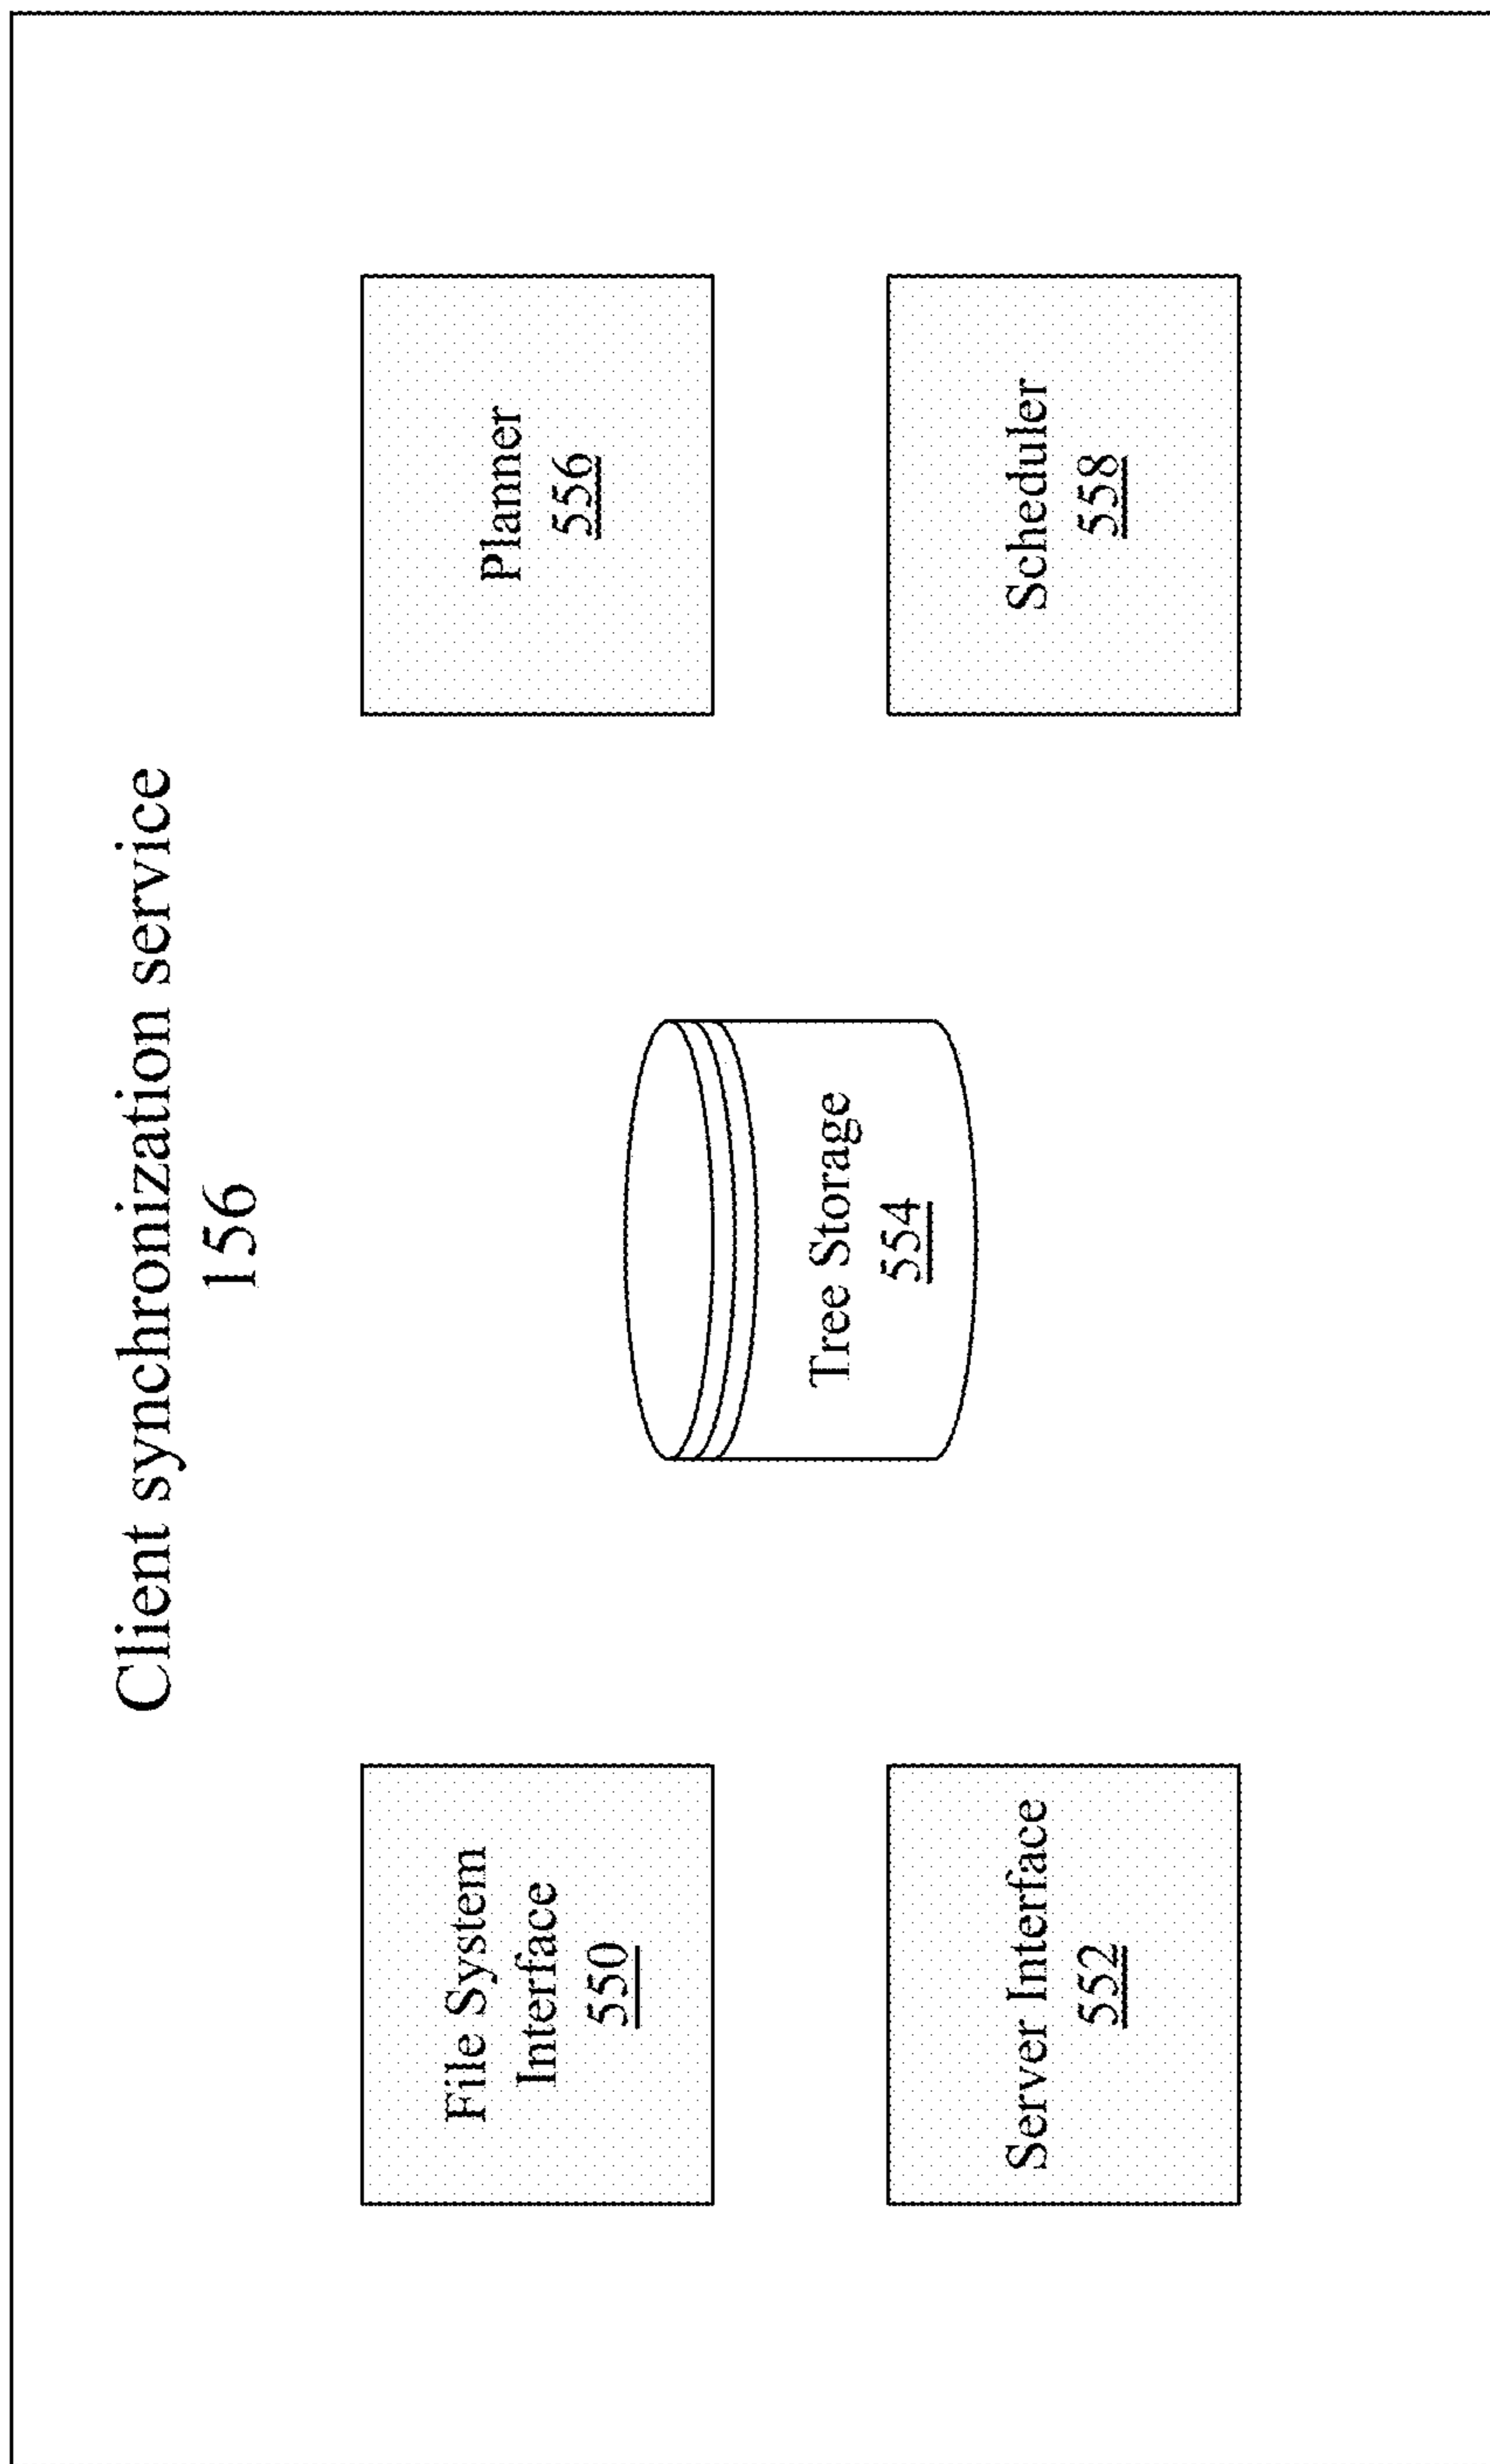 Client synchronization service
156
File System
Interface
550
Server Interface
552
Tree Storage
554
Planner
556
Scheduler
558